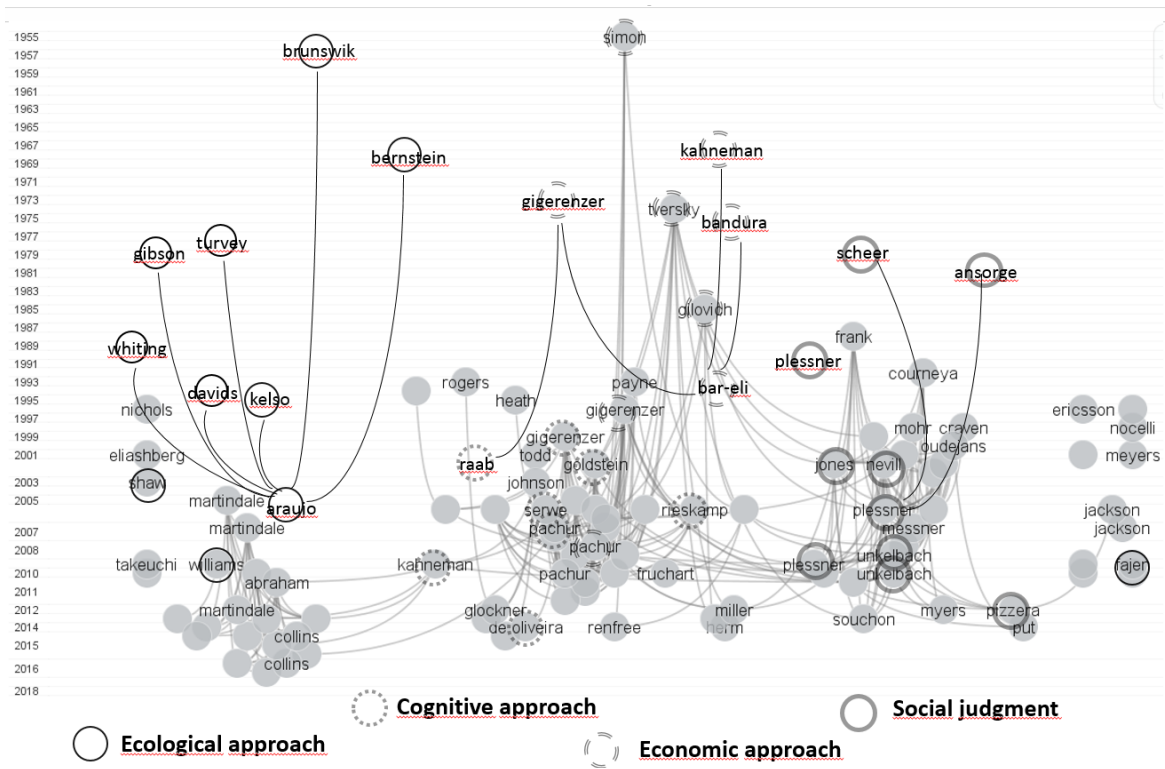 1955
1957
1959
1961
1963
1965
1967
1969
1971
1973
1975
1977
1979
1981
1983
1985
1987
1989
1991
1993
1995
1997
1999
2001
2003
2005
2007
2008
2010
2011
2012
2014
2015
2016
2018
simon
brunswik
bernstein
kahneman
gigerenzer
tversky
bandura
gibson
turvey
scheer
ansorge
gilovich
whiting
frank
plessner
courneya
davids
kelso
rogers
heath
payne
bar-eli
nichols
gigerenzer
ericsson
nocelli
gigerenzer
mohr
craven
oudejans
eliashberg
raab
todd
goldstein
jones
nevill
meyers
shaw
johnson
martindale
araujo
serwe
rieskamp
plessner
jackson
martindale
pachur
messner
jackson
takeuchi
williams
abraham
kahneman
pachur
pachur
fruchart
plessner
unkelbach
unkelbach
fajer
martindale
collins
collins
glockner
de oliveira
renfree
miller
herm
souchon
myers
pizzera
put
Cognitive approach
Social judgment
Ecological approach
Economic approach